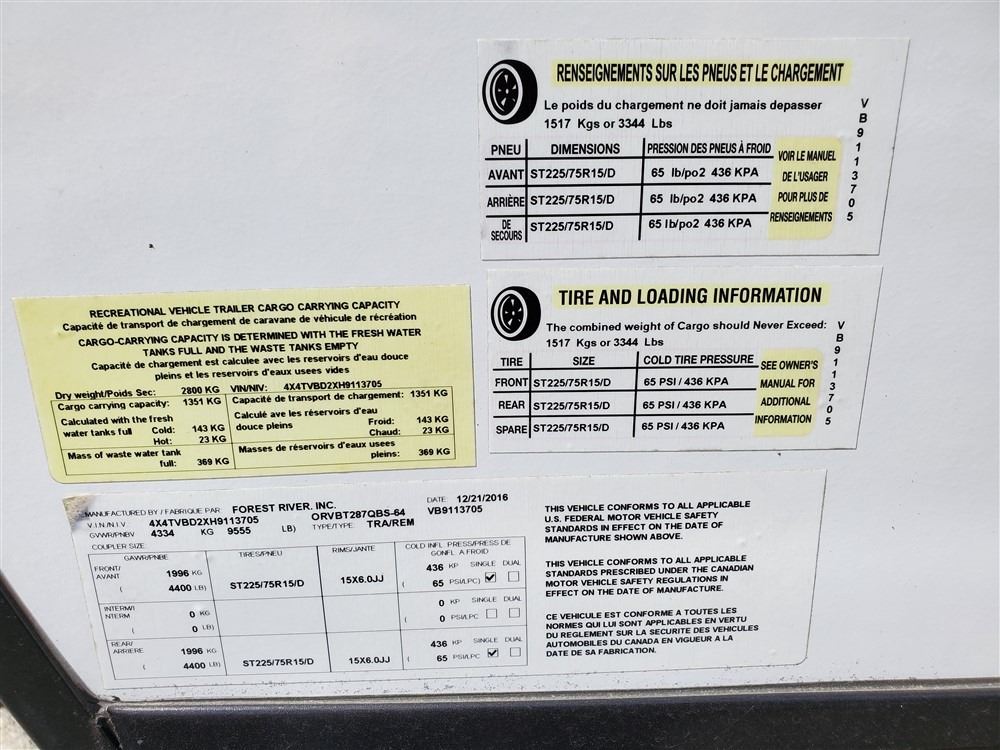 RENSEIGNEMENTS SUR LES PNEUS ET LE CHARGEMENT
Le poids du chargement ne doit jamais depasser
1517 Kgs or 3344 Lbs
PNEU DIMENSIONS PRESSION DES PNEUS À FROID
AVANT ST225/75R15/D 65 lb/po2 436 KPA
ARRIÈRE ST225/75R15/D 65 lb/po2 436 KPA
DE SECOURS ST225/75R15/D 65 lb/po2 436 KPA
VOIR LE MANUEL
DE L'USAGER
POUR PLUS DE
RENSEIGNEMENTS
VB9113705
TIRE AND LOADING INFORMATION
The combined weight of Cargo should Never Exceed:
1517 Kgs or 3344 Lbs
TIRE SIZE COLD TIRE PRESSURE
FRONT ST225/75R15/D 65 PSI / 436 KPA
REAR ST225/75R15/D 65 PSI / 436 KPA
SPARE ST225/75R15/D 65 PSI / 436 KPA
SEE OWNER'S
MANUAL FOR
ADDITIONAL
INFORMATION
VB9113705
RECREATIONAL VEHICLE TRAILER CARGO CARRYING CAPACITY
Capacité de transport de chargement de caravane de véhicule de récréation
CARGO-CARRYING CAPACITY IS DETERMINED WITH THE FRESH WATER
TANKS FULL AND THE WASTE TANKS EMPTY
Capacité de chargement est calculee avec les reservoirs d'eau douce
pleins et les reservoirs d'eaux usees vides
Dry weight/Poids Sec: 2800 KG VIN/NIV: 4X4TVBD2XH9113705
Cargo carrying capacity: 1351 KG Capacité de transport de chargement: 1351 KG
Calculated with the fresh
water tanks full Cold: 143 KG
Hot: 23 KG
Calculé ave les réservoirs d'eau
douce pleins Froid: 143 KG
Chaud: 23 KG
Mass of waste water tank
full: 369 KG
Masses de réservoirs d'eaux usees
pleins: 369 KG
MANUFACTURED BY / FABRIQUE PAR FOREST RIVER, INC. DATE 12/21/2016
V.I.N./N.I.V. 4X4TVBD2XH9113705 ORVBT287QBS-64 VB9113705
GVWR/PNBV 4334 KG 9555 LB) TYPE/TYPE TRA/REM
COUPLER SIZE
GAWR/PNBE TIRES/PNEU RIMS/JANTE COLD INFL PRESS/PRESS DE
GONFL A FROID
FRONT/
AVANT 1996 KG 436 KP SINGLE DUAL
( 4400 LB) ST225/75R15/D 15X6.0JJ ( 65 PSI/LPC)
INTERM/
NTERM 0 KG 0 KP SINGLE DUAL
( 0 LB) ( 0 PSI/LPC
REAR/
ARRIERE 1996 KG 436 KP SINGLE DUAL
( 4400 LB) ST225/75R15/D 15X6.0JJ ( 65 PSI/LPC
THIS VEHICLE CONFORMS TO ALL APPLICABLE
U.S. FEDERAL MOTOR VEHICLE SAFETY
STANDARDS IN EFFECT ON THE DATE OF
MANUFACTURE SHOWN ABOVE.
THIS VEHICLE CONFORMS TO ALL APPLICABLE
STANDARDS PRESCRIBED UNDER THE CANADIAN
MOTOR VEHICLE SAFETY REGULATIONS IN
EFFECT ON THE DATE OF MANUFACTURE.
CE VEHICULE EST CONFORME A TOUTES LES
NORMES QUI LUI SONT APPLICABLES EN VERTU
DU REGLEMENT SUR LA SECURITE DES VEHICULES
AUTOMOBILES DU CANADA EN VIGUEUR A LA
DATE DE SA FABRICATION.